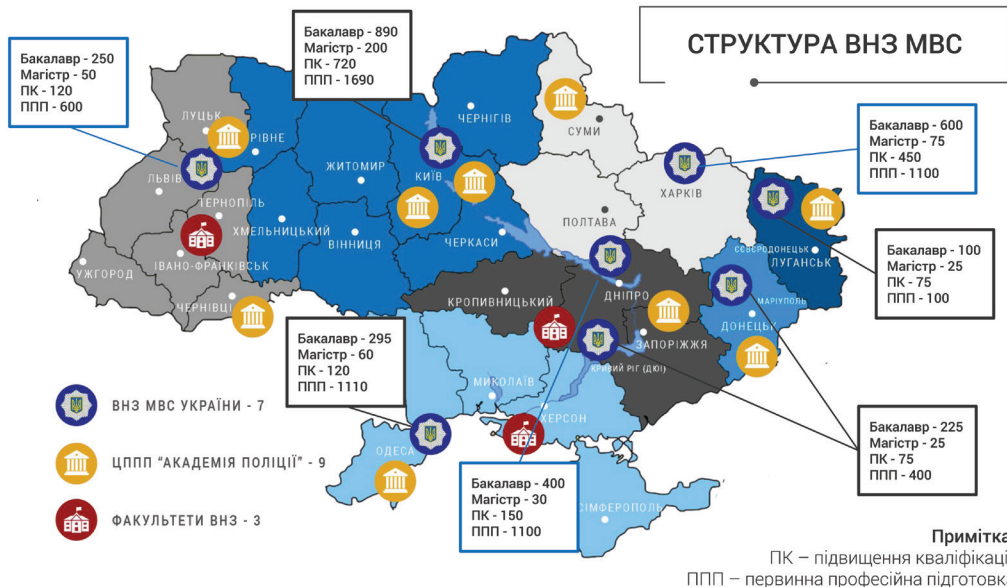 СТРУКТУРА ВНЗ МВС
Бакалавр - 250
Магістр - 50
ПК - 120
ППП - 600
Бакалавр - 890
Магістр - 200
ПК - 720
ППП - 1690
Бакалавр - 600
Магістр - 75
ПК - 450
ППП - 1100
Бакалавр - 100
Магістр - 25
ПК - 75
ППП - 100
Бакалавр - 295
Магістр - 60
ПК - 120
ППП - 1110
Бакалавр - 400
Магістр - 30
ПК - 150
ППП - 1100
Бакалавр - 225
Магістр - 25
ПК - 75
ППП - 400
ЛУЦЬК
РІВНЕ
ЛЬВІВ
ТЕРНОПІЛЬ
ХМЕЛЬНИЦЬКИЙ
ІВАНО-ФРАНКІВСЬК
УЖГОРОД
ЧЕРНІВЦІ
ЖИТОМИР
ВІННИЦЯ
КИЇВ
ЧЕРНІГІВ
ЧЕРКАСИ
СУМИ
ПОЛТАВА
ХАРКІВ
СЄВЄРОДОНЕЦЬК
ЛУГАНСЬК
МАРІУПОЛЬ
ДОНЕЦЬК
ДНІПРО
ЗАПОРІЖЖЯ
КРОПИВНИЦЬКИЙ
КРИВИЙ РІГ (ДЮІ)
МИКОЛАЇВ
ХЕРСОН
ОДЕСА
СІМФЕРОПОЛЬ
ВНЗ МВС УКРАЇНИ - 7
ЦППП "АКАДЕМІЯ ПОЛІЦІЇ" - 9
ФАКУЛЬТЕТИ ВНЗ - 3
Примітка
ПК – підвищення кваліфікаці
ППП – первинна професійна підготовк